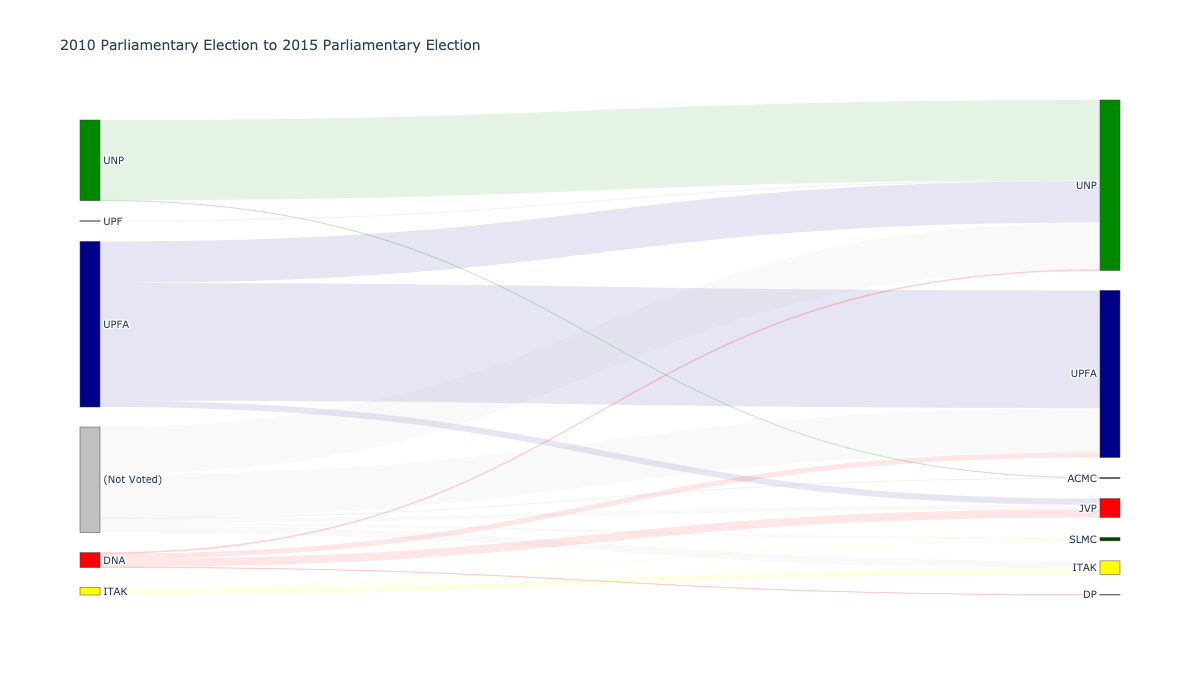 2010 Parliamentary Election to 2015 Parliamentary Election
UNP
UPF
UPFA
(Not Voted)
DNA
ITAK
UNP
UPFA
ACMC
JVP
SLMC
ITAK
DP